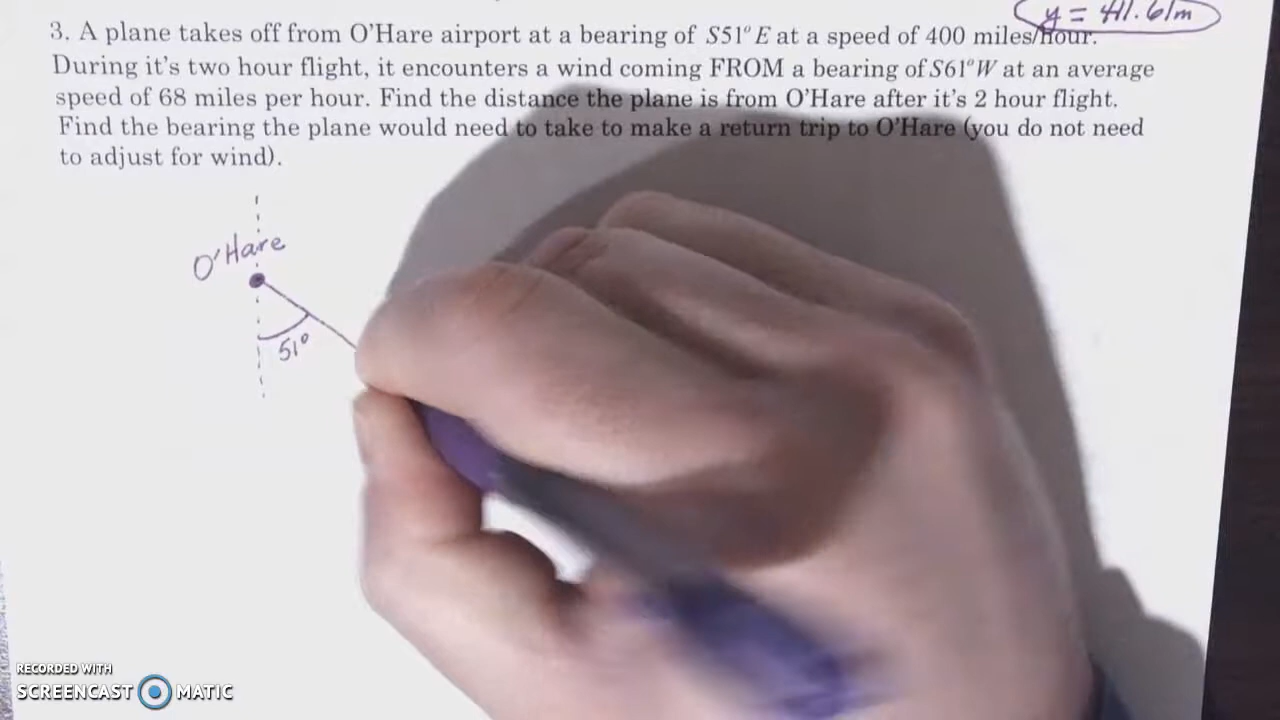 y = 411.61m
3. A plane takes off from O'Hare airport at a bearing of S51°E at a speed of 400 miles/hour.
During it's two hour flight, it encounters a wind coming FROM a bearing of S61°W at an average
speed of 68 miles per hour. Find the distance the plane is from O'Hare after it's 2 hour flight.
Find the bearing the plane would need to take to make a return trip to O'Hare (you do not need
to adjust for wind).
O'Hare
51°
RECORDED WITH
SCREENCAST MATIC